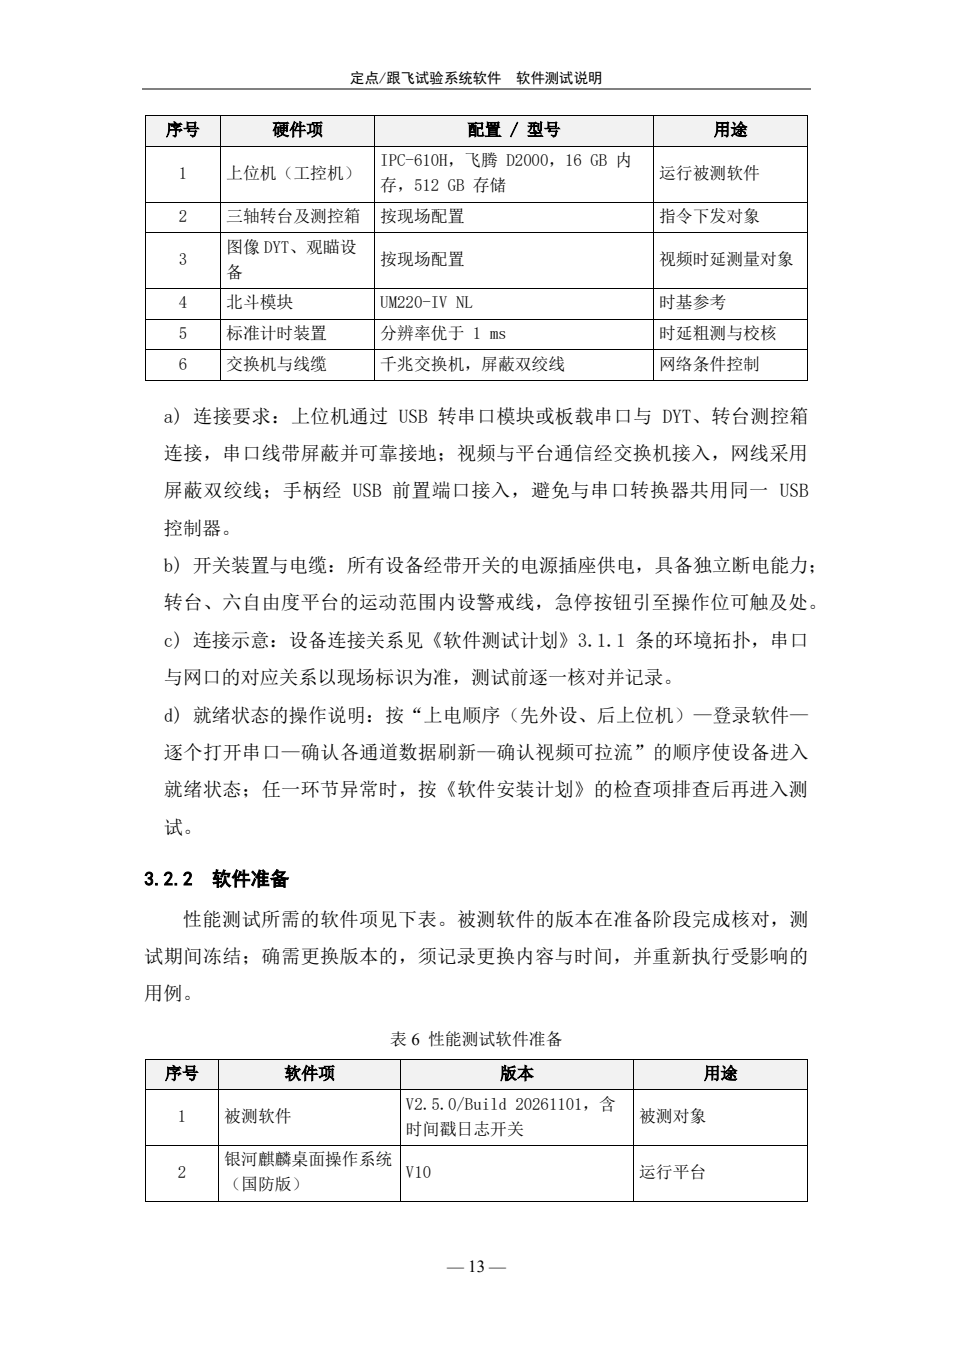 定点/跟飞试验系统软件　软件测试说明
序号 硬件项 配置 / 型号 用途
1 上位机（工控机） IPC-610H，飞腾 D2000，16 GB 内存，512 GB 存储 运行被测软件
2 三轴转台及测控箱 按现场配置 指令下发对象
3 图像 DYT、观瞄设备 按现场配置 视频时延测量对象
4 北斗模块 UM220-IV NL 时基参考
5 标准计时装置 分辨率优于 1 ms 时延粗测与校核
6 交换机与线缆 千兆交换机，屏蔽双绞线 网络条件控制
a) 连接要求：上位机通过 USB 转串口模块或板载串口与 DYT、转台测控箱
连接，串口线带屏蔽并可靠接地；视频与平台通信经交换机接入，网线采用
屏蔽双绞线；手柄经 USB 前置端口接入，避免与串口转换器共用同一 USB
控制器。
b) 开关装置与电缆：所有设备经带开关的电源插座供电，具备独立断电能力；
转台、六自由度平台的运动范围内设警戒线，急停按钮引至操作位可触及处。
c) 连接示意：设备连接关系见《软件测试计划》3.1.1 条的环境拓扑，串口
与网口的对应关系以现场标识为准，测试前逐一核对并记录。
d) 就绪状态的操作说明：按“上电顺序（先外设、后上位机）—登录软件—
逐个打开串口—确认各通道数据刷新—确认视频可拉流”的顺序使设备进入
就绪状态；任一环节异常时，按《软件安装计划》的检查项排查后再进入测
试。
3.2.2 软件准备
性能测试所需的软件项见下表。被测软件的版本在准备阶段完成核对，测
试期间冻结；确需更换版本的，须记录更换内容与时间，并重新执行受影响的
用例。
表 6 性能测试软件准备
序号 软件项 版本 用途
1 被测软件 V2.5.0/Build 20261101，含时间戳日志开关 被测对象
2 银河麒麟桌面操作系统（国防版） V10 运行平台
— 13 —